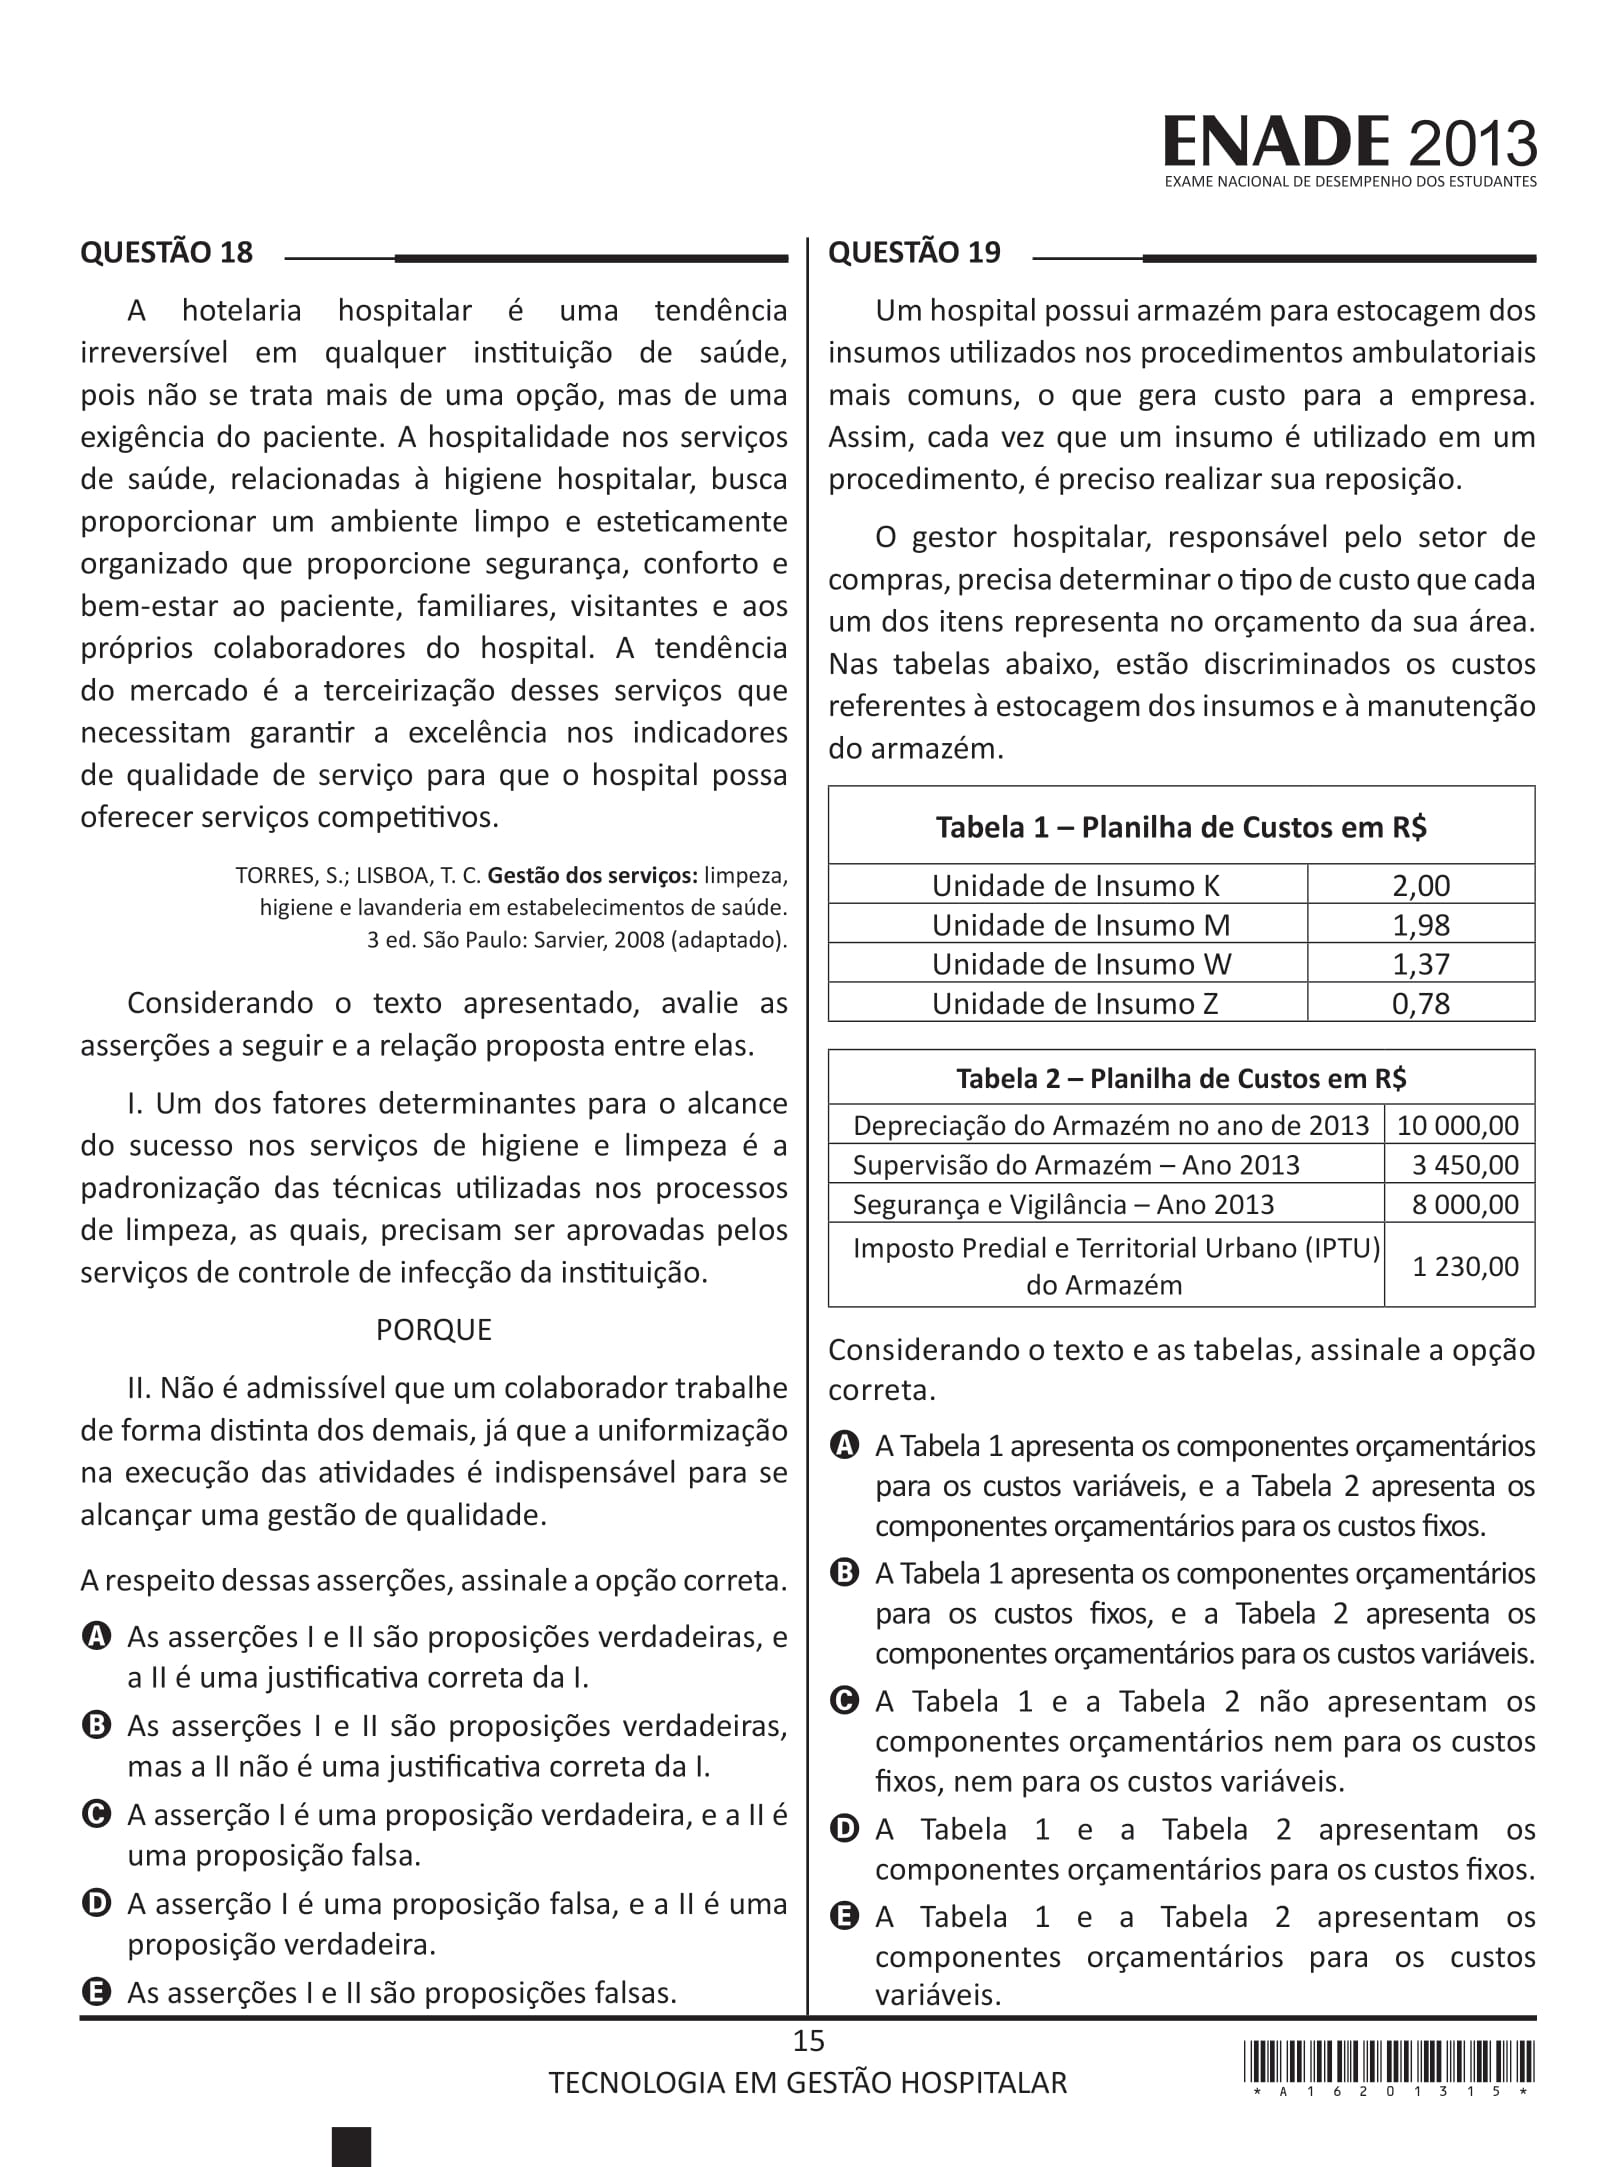 ENADE 2013
EXAME NACIONAL DE DESEMPENHO DOS ESTUDANTES
QUESTÃO 18
A hotelaria hospitalar é uma tendência
irreversível em qualquer instituição de saúde,
pois não se trata mais de uma opção, mas de uma
exigência do paciente. A hospitalidade nos serviços
de saúde, relacionadas à higiene hospitalar, busca
proporcionar um ambiente limpo e esteticamente
organizado que proporcione segurança, conforto e
bem-estar ao paciente, familiares, visitantes e aos
próprios colaboradores do hospital. A tendência
do mercado é a terceirização desses serviços que
necessitam garantir a excelência nos indicadores
de qualidade de serviço para que o hospital possa
oferecer serviços competitivos.
TORRES, S.; LISBOA, T. C. Gestão dos serviços: limpeza,
higiene e lavanderia em estabelecimentos de saúde.
3 ed. São Paulo: Sarvier, 2008 (adaptado).
Considerando o texto apresentado, avalie as
asserções a seguir e a relação proposta entre elas.
I. Um dos fatores determinantes para o alcance
do sucesso nos serviços de higiene e limpeza é a
padronização das técnicas utilizadas nos processos
de limpeza, as quais, precisam ser aprovadas pelos
serviços de controle de infecção da instituição.
PORQUE
II. Não é admissível que um colaborador trabalhe
de forma distinta dos demais, já que a uniformização
na execução das atividades é indispensável para se
alcançar uma gestão de qualidade.
A respeito dessas asserções, assinale a opção correta.
A As asserções I e II são proposições verdadeiras, e
a II é uma justificativa correta da I.
B As asserções I e II são proposições verdadeiras,
mas a II não é uma justificativa correta da I.
C A asserção I é uma proposição verdadeira, e a II é
uma proposição falsa.
D A asserção I é uma proposição falsa, e a II é uma
proposição verdadeira.
E As asserções I e II são proposições falsas.
QUESTÃO 19
Um hospital possui armazém para estocagem dos
insumos utilizados nos procedimentos ambulatoriais
mais comuns, o que gera custo para a empresa.
Assim, cada vez que um insumo é utilizado em um
procedimento, é preciso realizar sua reposição.
O gestor hospitalar, responsável pelo setor de
compras, precisa determinar o tipo de custo que cada
um dos itens representa no orçamento da sua área.
Nas tabelas abaixo, estão discriminados os custos
referentes à estocagem dos insumos e à manutenção
do armazém.
Tabela 1 – Planilha de Custos em R$
Unidade de Insumo K 2,00
Unidade de Insumo M 1,98
Unidade de Insumo W 1,37
Unidade de Insumo Z 0,78
Tabela 2 – Planilha de Custos em R$
Depreciação do Armazém no ano de 2013 10 000,00
Supervisão do Armazém – Ano 2013 3 450,00
Segurança e Vigilância – Ano 2013 8 000,00
Imposto Predial e Territorial Urbano (IPTU)
do Armazém 1 230,00
Considerando o texto e as tabelas, assinale a opção
correta.
A A Tabela 1 apresenta os componentes orçamentários
para os custos variáveis, e a Tabela 2 apresenta os
componentes orçamentários para os custos fixos.
B A Tabela 1 apresenta os componentes orçamentários
para os custos fixos, e a Tabela 2 apresenta os
componentes orçamentários para os custos variáveis.
C A Tabela 1 e a Tabela 2 não apresentam os
componentes orçamentários nem para os custos
fixos, nem para os custos variáveis.
D A Tabela 1 e a Tabela 2 apresentam os
componentes orçamentários para os custos fixos.
E A Tabela 1 e a Tabela 2 apresentam os
componentes orçamentários para os custos
variáveis.
15
TECNOLOGIA EM GESTÃO HOSPITALAR
*A16201315*